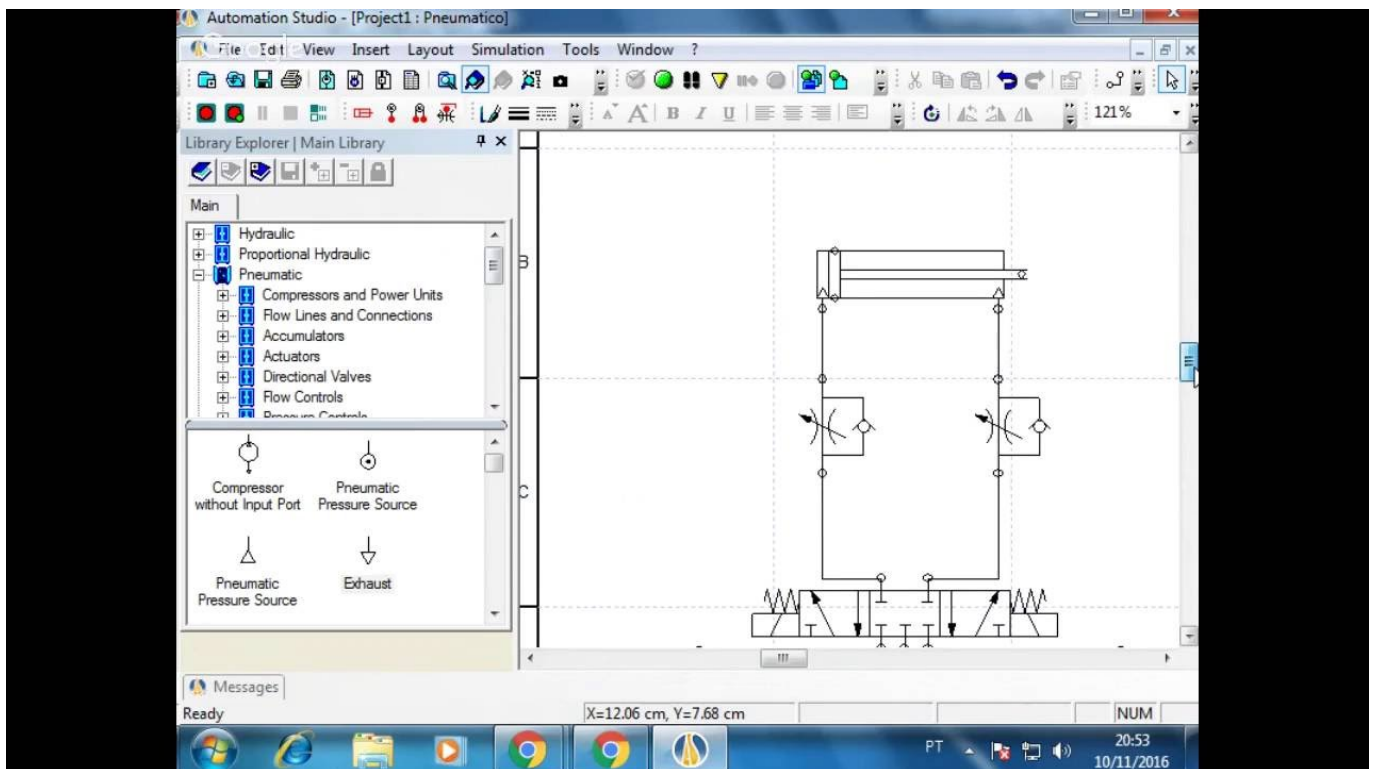 Automation Studio - [Project1 : Pneumatico]
File Edit View Insert Layout Simulation Tools Window ?
B I U
121%
Library Explorer | Main Library
Main
Hydraulic
Proportional Hydraulic
Pneumatic
Compressors and Power Units
Flow Lines and Connections
Accumulators
Actuators
Directional Valves
Flow Controls
Pressure Controls
Compressor
without Input Port
Pneumatic
Pressure Source
Pneumatic
Pressure Source
Exhaust
B
C
Messages
Ready
X=12.06 cm, Y=7.68 cm
NUM
PT
20:53
10/11/2016